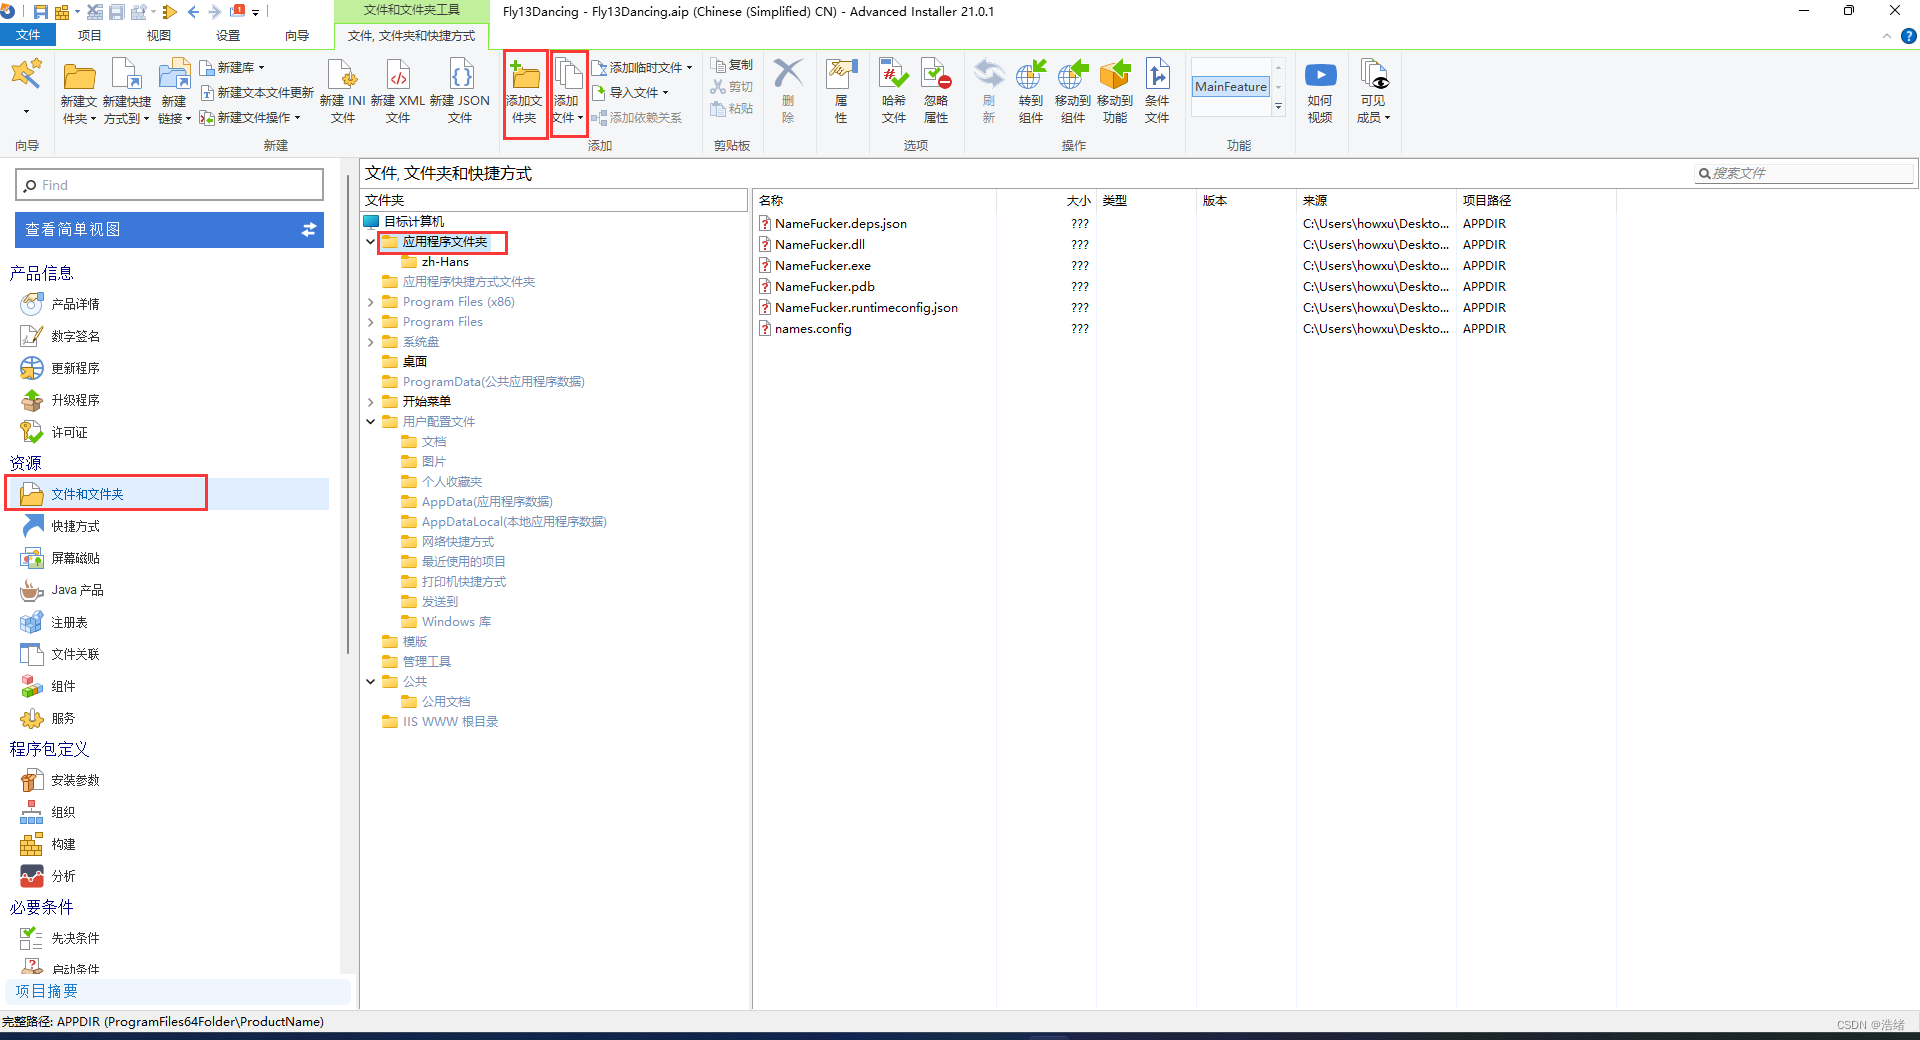 文件和文件夹工具
Fly13Dancing - Fly13Dancing.aip (Chinese (Simplified) CN) - Advanced Installer 21.0.1
文件
项目
视图
设置
向导
文件, 文件夹和快捷方式
新建文件夹
新建快捷方式到
新建链接
新建库
新建文本文件更新
新建文件操作
新建 INI 文件
新建 XML 文件
新建 JSON 文件
添加文件夹
添加文件
添加临时文件
导入文件
添加依赖关系
复制
剪切
粘贴
删除
属性
哈希文件
忽略属性
刷新
转到组件
移动到组件
移动到功能
条件文件
MainFeature
如何视频
可见成员
向导
新建
添加
剪贴板
选项
操作
功能
Find
查看简单视图
产品信息
产品详情
数字签名
更新程序
升级程序
许可证
资源
文件和文件夹
快捷方式
屏幕磁贴
Java 产品
注册表
文件关联
组件
服务
程序包定义
安装参数
组织
构建
分析
必要条件
先决条件
启动条件
项目摘要
文件, 文件夹和快捷方式
搜索文件
文件夹
目标计算机
应用程序文件夹
zh-Hans
应用程序快捷方式文件夹
Program Files (x86)
Program Files
系统盘
桌面
ProgramData(公共应用程序数据)
开始菜单
用户配置文件
文档
图片
个人收藏夹
AppData(应用程序数据)
AppDataLocal(本地应用程序数据)
网络快捷方式
最近使用的项目
打印机快捷方式
发送到
Windows 库
模版
管理工具
公共
公用文档
IIS WWW 根目录
名称 大小 类型 版本 来源 项目路径
NameFucker.deps.json ??? C:\Users\howxu\Deskto... APPDIR
NameFucker.dll ??? C:\Users\howxu\Deskto... APPDIR
NameFucker.exe ??? C:\Users\howxu\Deskto... APPDIR
NameFucker.pdb ??? C:\Users\howxu\Deskto... APPDIR
NameFucker.runtimeconfig.json ??? C:\Users\howxu\Deskto... APPDIR
names.config ??? C:\Users\howxu\Deskto... APPDIR
完整路径: APPDIR (ProgramFiles64Folder\ProductName)
CSDN @浩绪